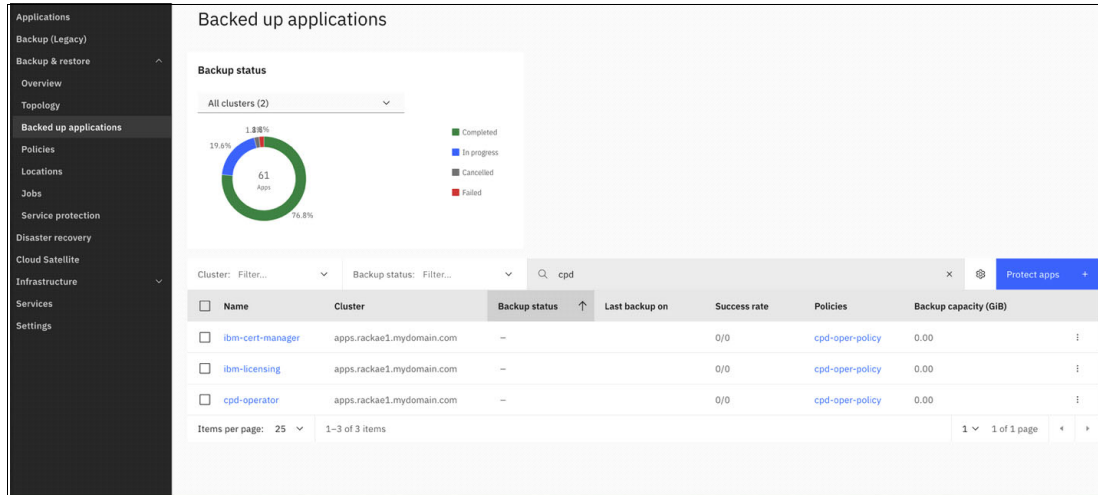 Applications
Backup (Legacy)
Backup & restore
Overview
Topology
Backed up applications
Policies
Locations
Jobs
Service protection
Disaster recovery
Cloud Satellite
Infrastructure
Services
Settings
Backed up applications
Backup status
All clusters (2)
19.6%
61
Apps
76.8%
Completed
In progress
Cancelled
Failed
Cluster: Filter... Backup status: Filter... cpd Protect apps +
Name Cluster Backup status Last backup on Success rate Policies Backup capacity (GiB)
ibm-cert-manager apps.rackae1.mydomain.com – 0/0 cpd-oper-policy 0.00
ibm-licensing apps.rackae1.mydomain.com – 0/0 cpd-oper-policy 0.00
cpd-operator apps.rackae1.mydomain.com – 0/0 cpd-oper-policy 0.00
Items per page: 25 1–3 of 3 items 1 1 of 1 page